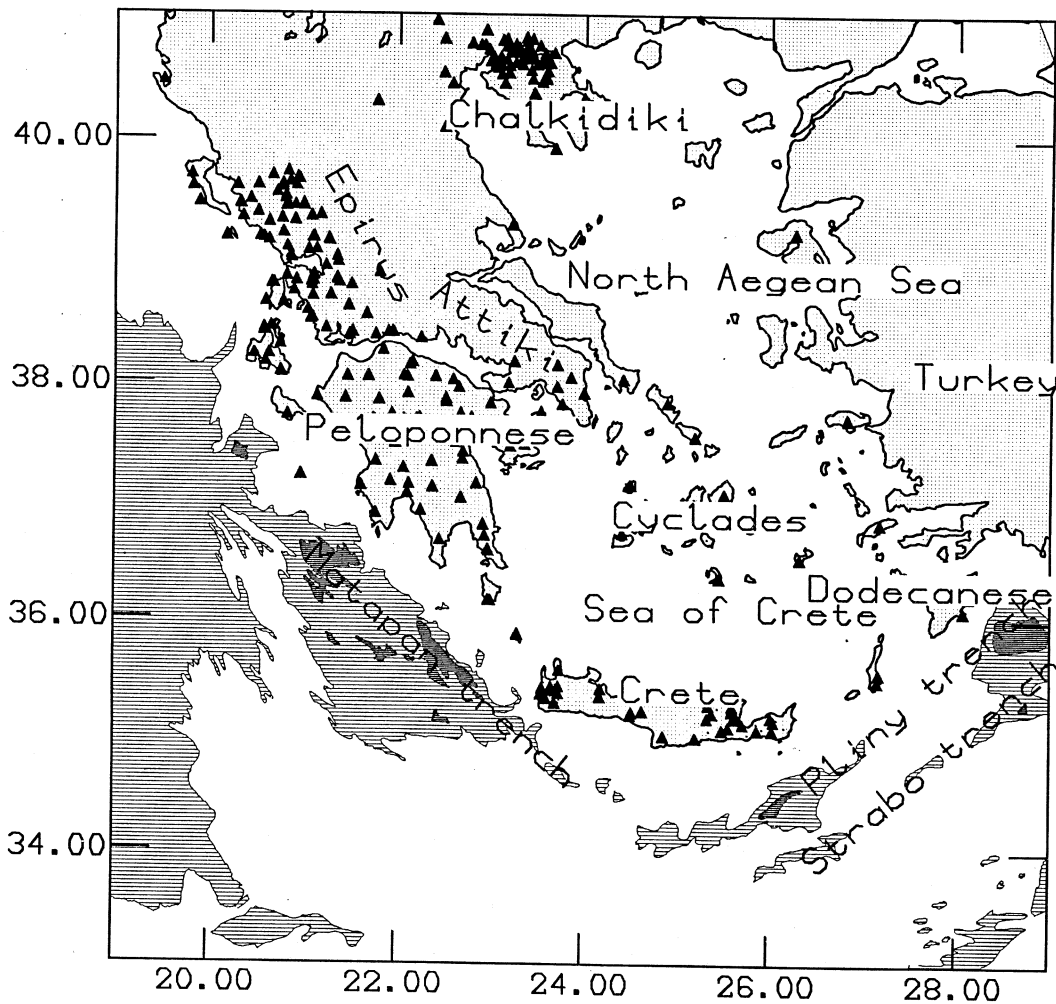 Chalkidiki
40.00
Epirus
North Aegean Sea
Attiki
38.00
Turkey
Peloponnese
Cyclades
Matapan trench
Dodecanese
36.00
Sea of Crete
Crete
Pliny trench
Strabo trench
34.00
20.00 22.00 24.00 26.00 28.00